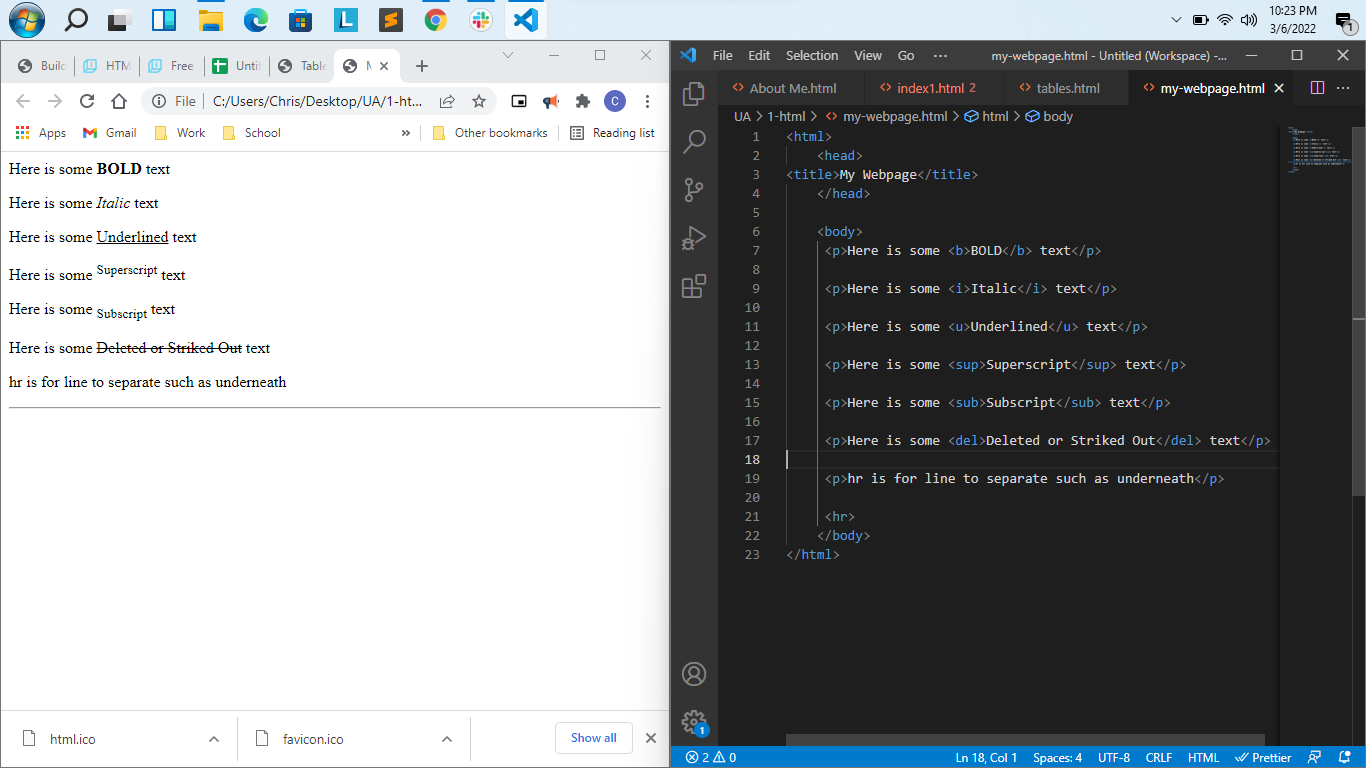 10:23 PM
3/6/2022
1
Build
HTM
Free
Untit
Table
M
File C:/Users/Chris/Desktop/UA/1-ht...
C
Apps Gmail Work School » Other bookmarks Reading list
Here is some BOLD text
Here is some Italic text
Here is some Underlined text
Here is some Superscript text
Here is some Subscript text
Here is some Deleted or Striked Out text
hr is for line to separate such as underneath
html.ico
favicon.ico
Show all
File Edit Selection View Go ··· my-webpage.html - Untitled (Workspace) -...
About Me.html index1.html 2 tables.html my-webpage.html
UA > 1-html > my-webpage.html > html > body
1 <html>
2 <head>
3 <title>My Webpage</title>
4 </head>
5
6 <body>
7 <p>Here is some <b>BOLD</b> text</p>
8
9 <p>Here is some <i>Italic</i> text</p>
10
11 <p>Here is some <u>Underlined</u> text</p>
12
13 <p>Here is some <sup>Superscript</sup> text</p>
14
15 <p>Here is some <sub>Subscript</sub> text</p>
16
17 <p>Here is some <del>Deleted or Striked Out</del> text</p>
18
19 <p>hr is for line to separate such as underneath</p>
20
21 <hr>
22 </body>
23 </html>
1
2 0 Ln 18, Col 1 Spaces: 4 UTF-8 CRLF HTML Prettier